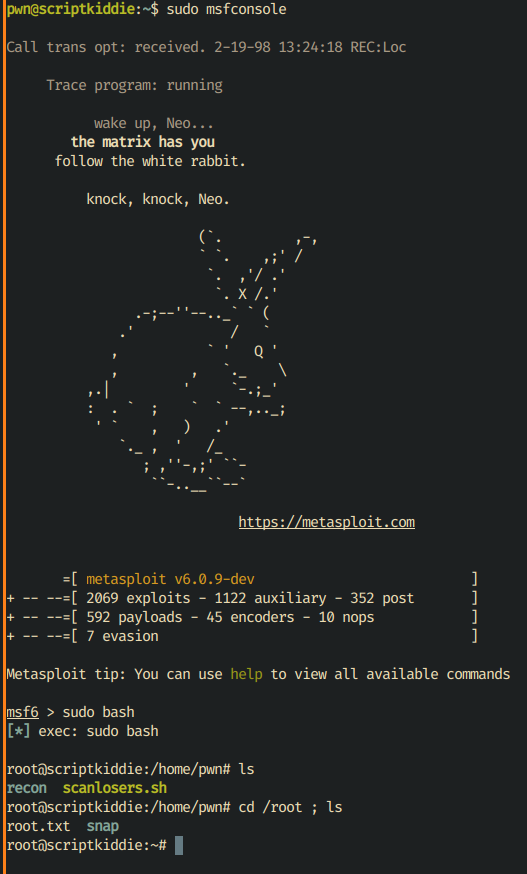 pwn@scriptkiddie:~$ sudo msfconsole
Call trans opt: received. 2-19-98 13:24:18 REC:Loc
Trace program: running
wake up, Neo...
the matrix has you
follow the white rabbit.
knock, knock, Neo.
https://metasploit.com
=[ metasploit v6.0.9-dev ]
+ -- --=[ 2069 exploits - 1122 auxiliary - 352 post ]
+ -- --=[ 592 payloads - 45 encoders - 10 nops ]
+ -- --=[ 7 evasion ]
Metasploit tip: You can use help to view all available commands
msf6 > sudo bash
[*] exec: sudo bash
root@scriptkiddie:/home/pwn# ls
recon  scanlosers.sh
root@scriptkiddie:/home/pwn# cd /root ; ls
root.txt  snap
root@scriptkiddie:~#